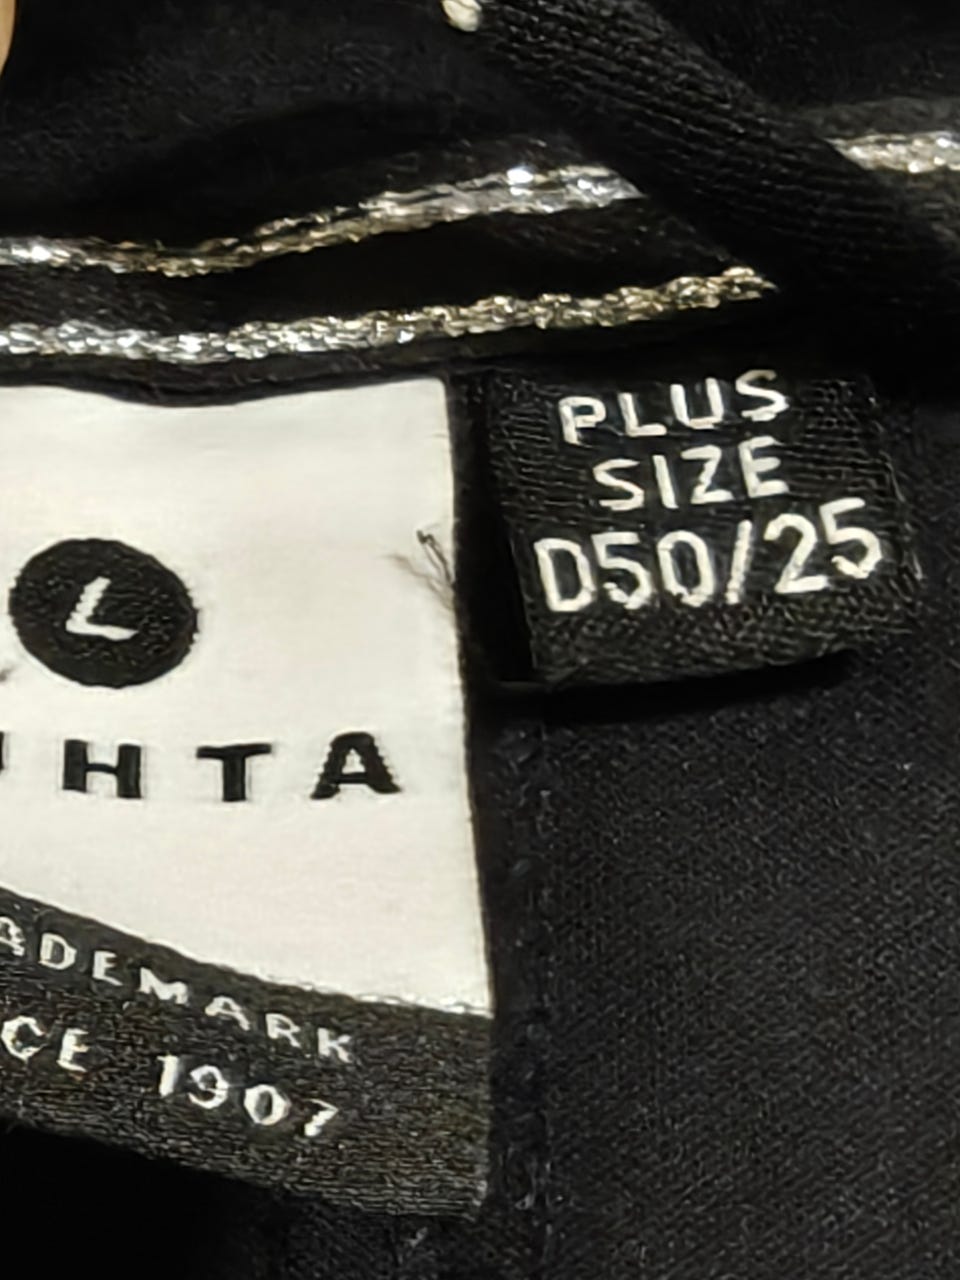 PLUS
SIZE
D50/25
L
HTA
ADEMARK
CE 1907